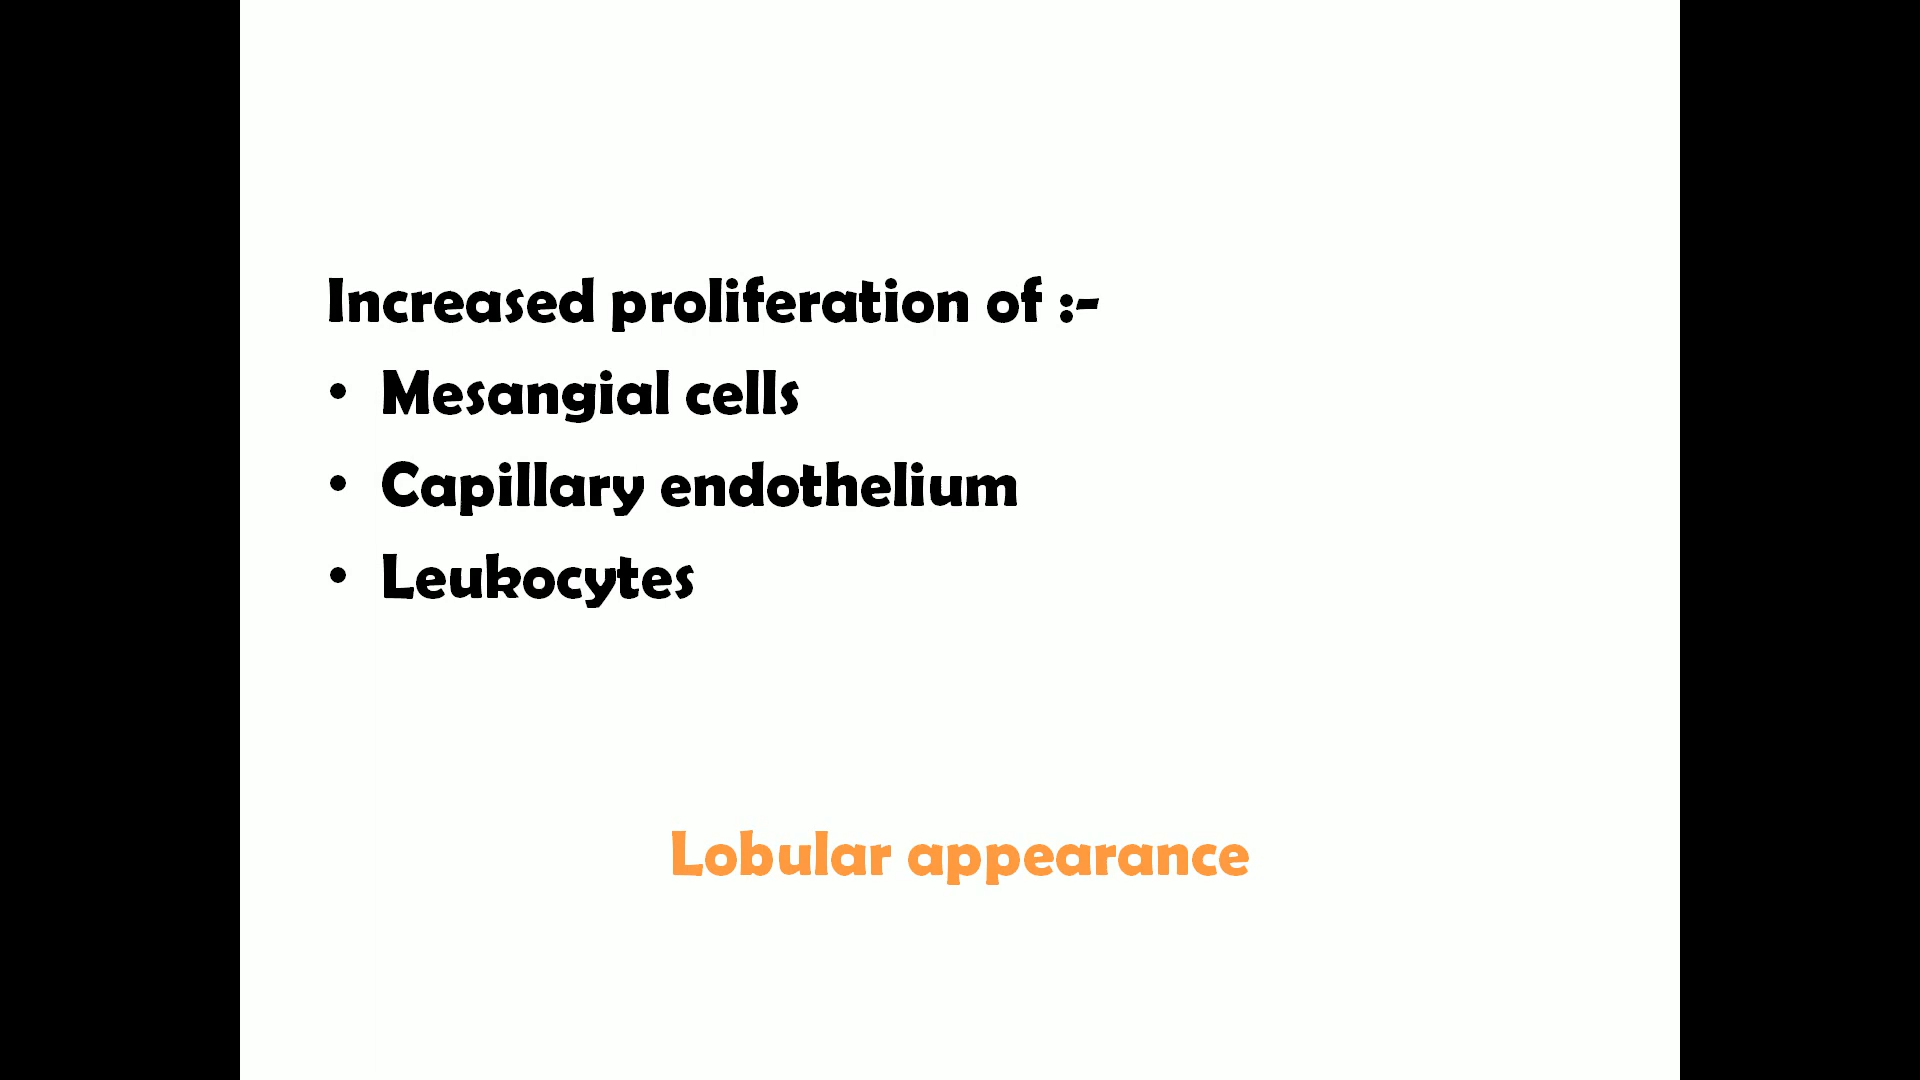 Increased proliferation of :-
• Mesangial cells
• Capillary endothelium
• Leukocytes
Lobular appearance